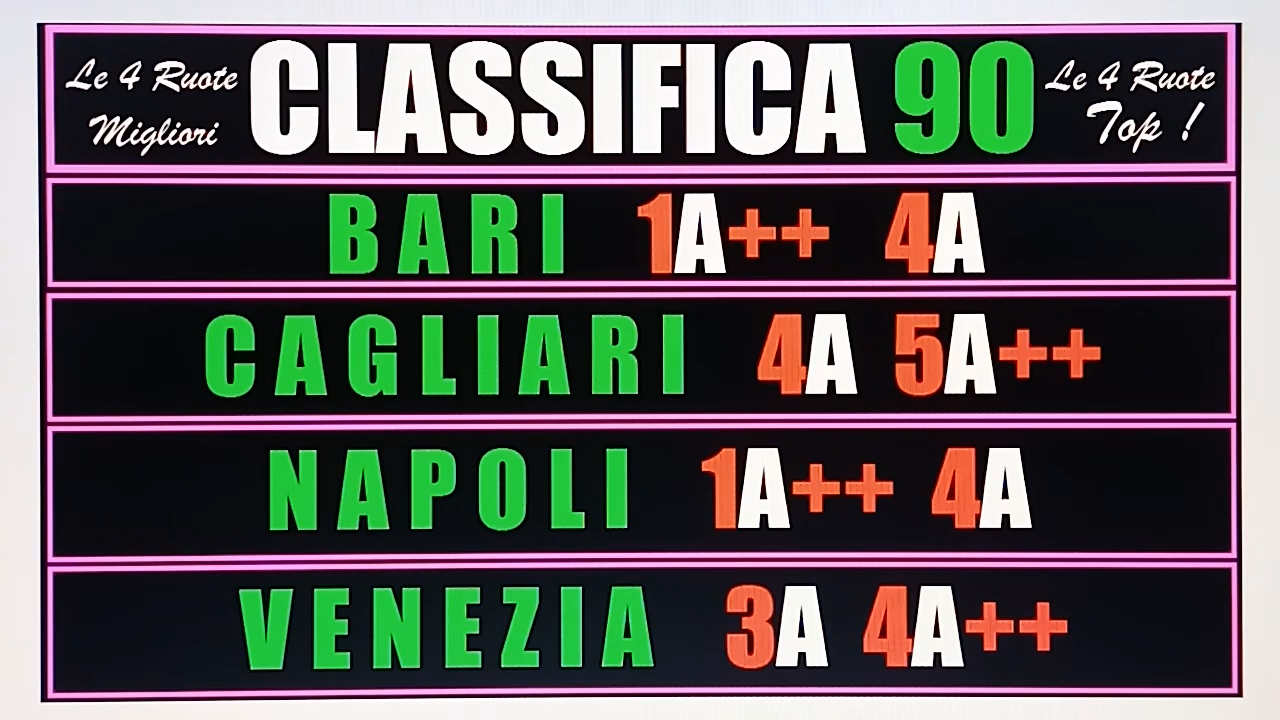 Le 4 Ruote
Migliori
CLASSIFICA 90
Le 4 Ruote
Top !
BARI 1A++ 4A
CAGLIARI 4A 5A++
NAPOLI 1A++ 4A
VENEZIA 3A 4A++